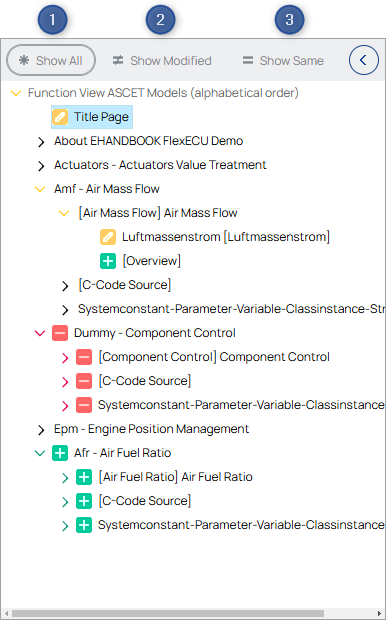 1 2 3
Show All Show Modified Show Same
Function View ASCET Models (alphabetical order)
Title Page
About EHANDBOOK FlexECU Demo
Actuators - Actuators Value Treatment
Amf - Air Mass Flow
[Air Mass Flow] Air Mass Flow
Luftmassenstrom [Luftmassenstrom]
[Overview]
[C-Code Source]
Systemconstant-Parameter-Variable-Classinstance-Str
Dummy - Component Control
[Component Control] Component Control
[C-Code Source]
Systemconstant-Parameter-Variable-Classinstance
Epm - Engine Position Management
Afr - Air Fuel Ratio
[Air Fuel Ratio] Air Fuel Ratio
[C-Code Source]
Systemconstant-Parameter-Variable-Classinstance